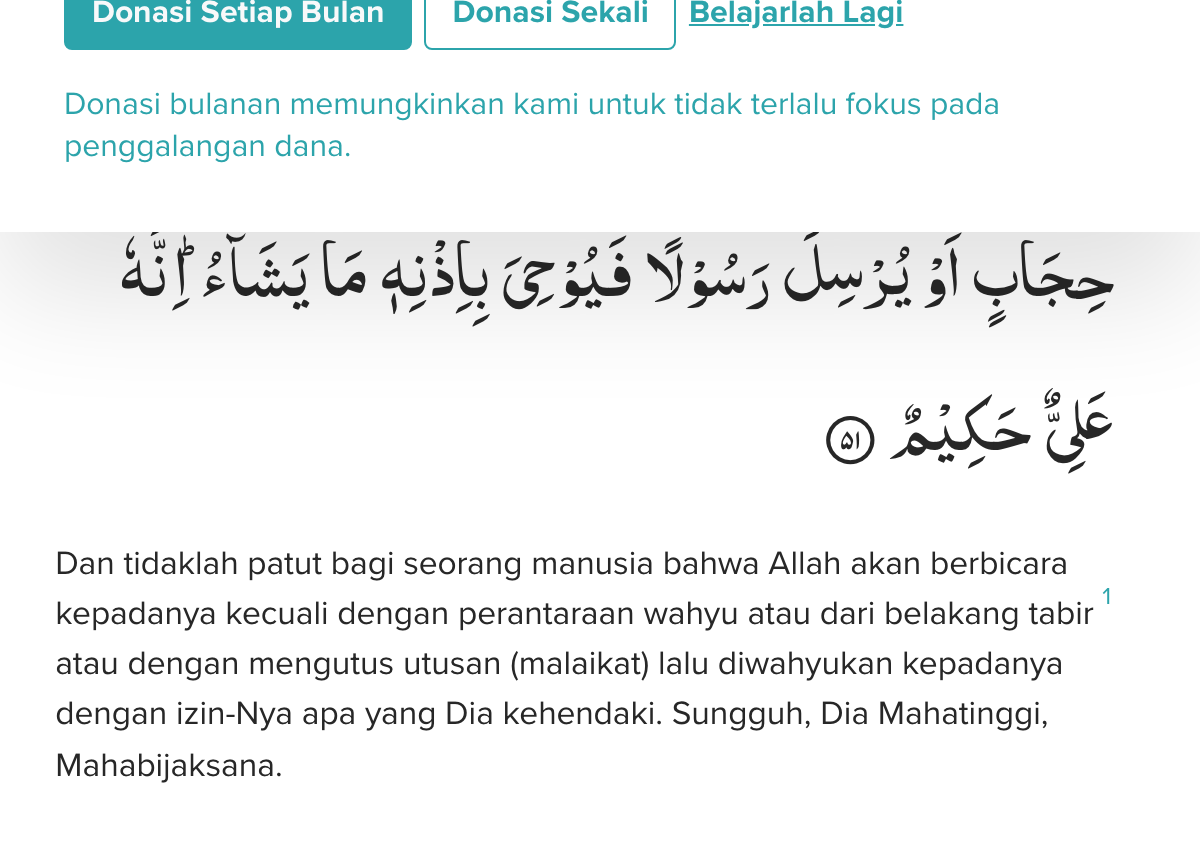 Donasi Setiap Bulan Donasi Sekali Belajarlah Lagi
Donasi bulanan memungkinkan kami untuk tidak terlalu fokus pada
penggalangan dana.
حِجَابٍ اَوْ يُرْسِلَ رَسُوْلًا فَيُوْحِيَ بِاِذْنِهٖ مَا يَشَاۤءُ ۗاِنَّهٗ
عَلِيٌّ حَكِيْمٌ ۵۱
Dan tidaklah patut bagi seorang manusia bahwa Allah akan berbicara
kepadanya kecuali dengan perantaraan wahyu atau dari belakang tabir 1
atau dengan mengutus utusan (malaikat) lalu diwahyukan kepadanya
dengan izin-Nya apa yang Dia kehendaki. Sungguh, Dia Mahatinggi,
Mahabijaksana.